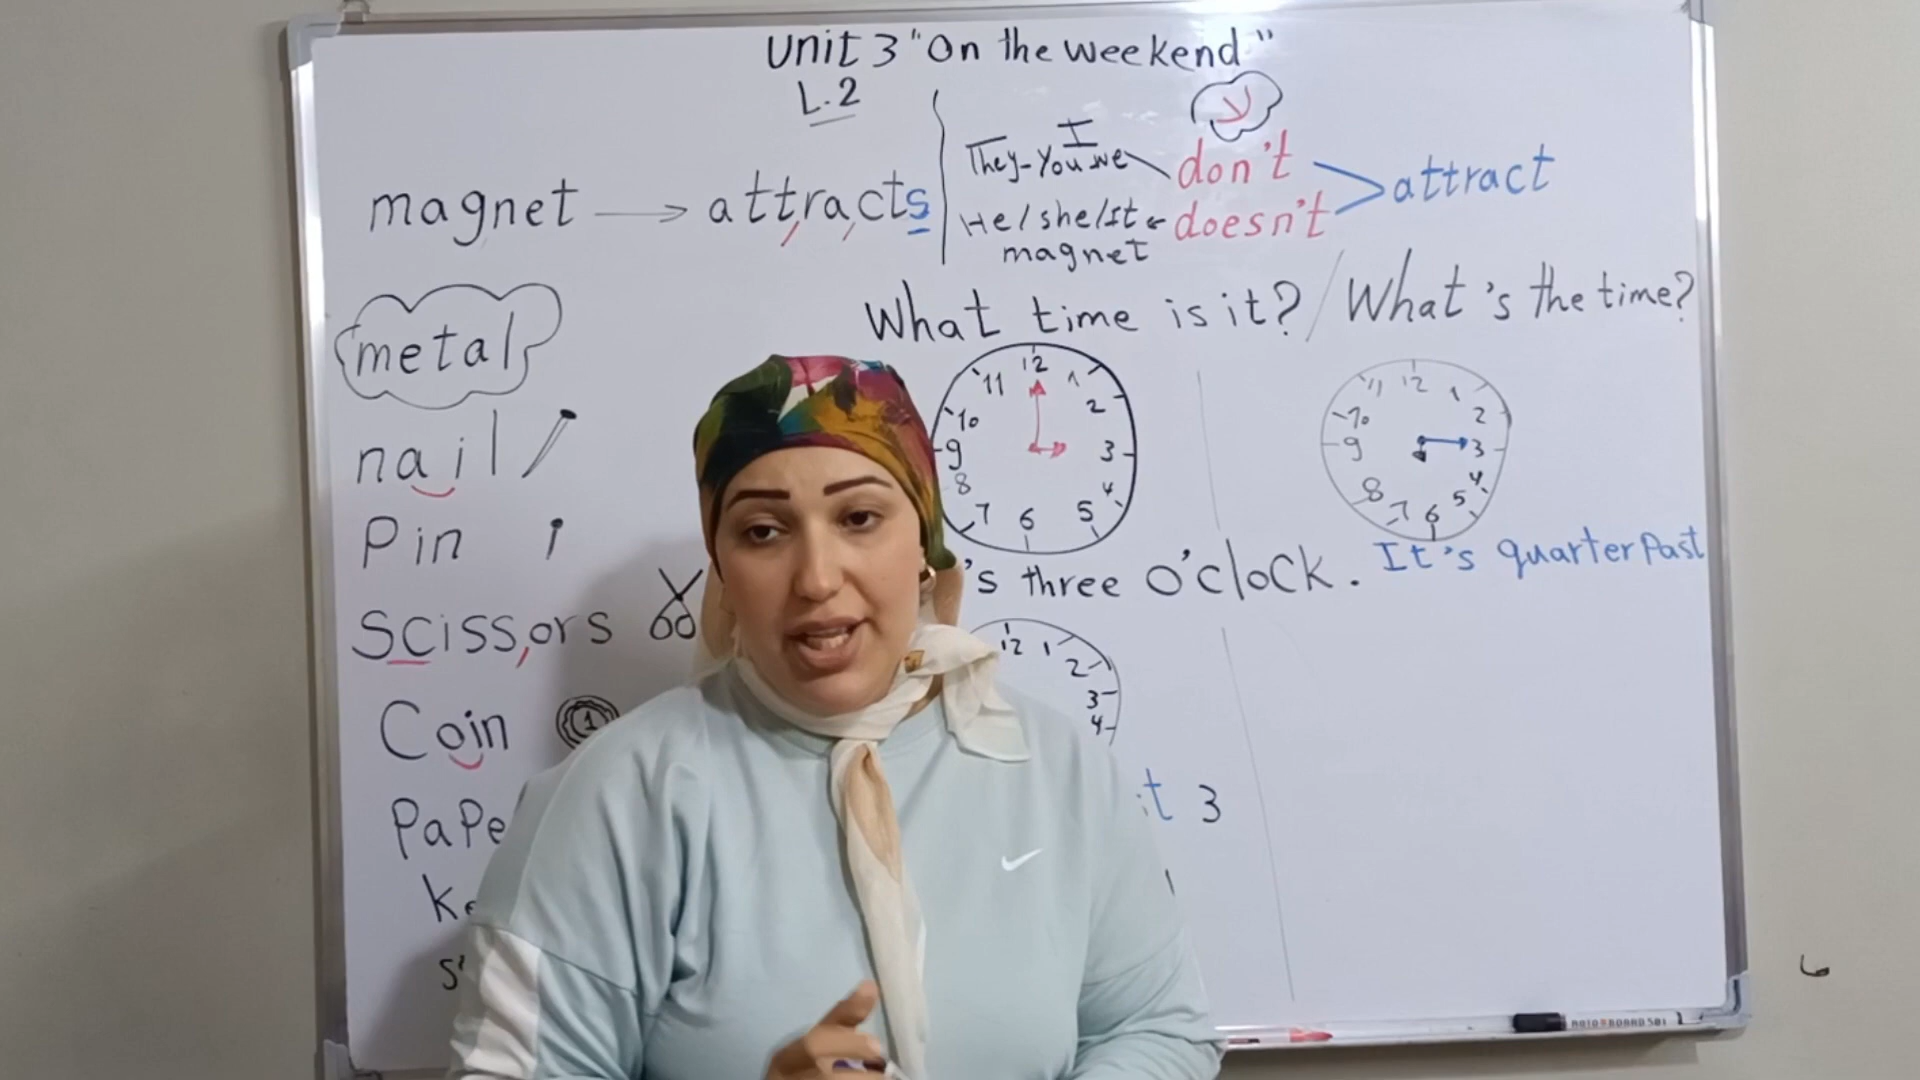 Unit 3 "On the weekend"
L.2
magnet → attracts
I
They-You we
don't
He/she/It
doesn't
magnet
attract
لا
metal
nail
Pin
Scissors
Coin
What time is it? / What's the time?
12 1 2 3 4 5 6 7 8 9 10 11
12 1 2 3 4 5 6 7 8 9 10 11
's three o'clock.
It's quarter past
12 1 2 3 4
it 3
1